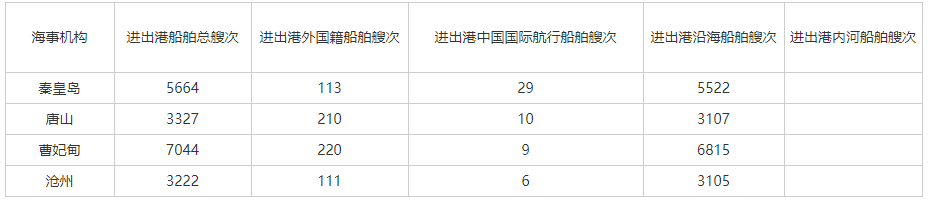 海事机构 进出港船舶总艘次 进出港外国籍船舶艘次 进出港中国国际航行船舶艘次 进出港沿海船舶艘次 进出港内河船舶艘次
秦皇岛 5664 113 29 5522
唐山 3327 210 10 3107
曹妃甸 7044 220 9 6815
沧州 3222 111 6 3105